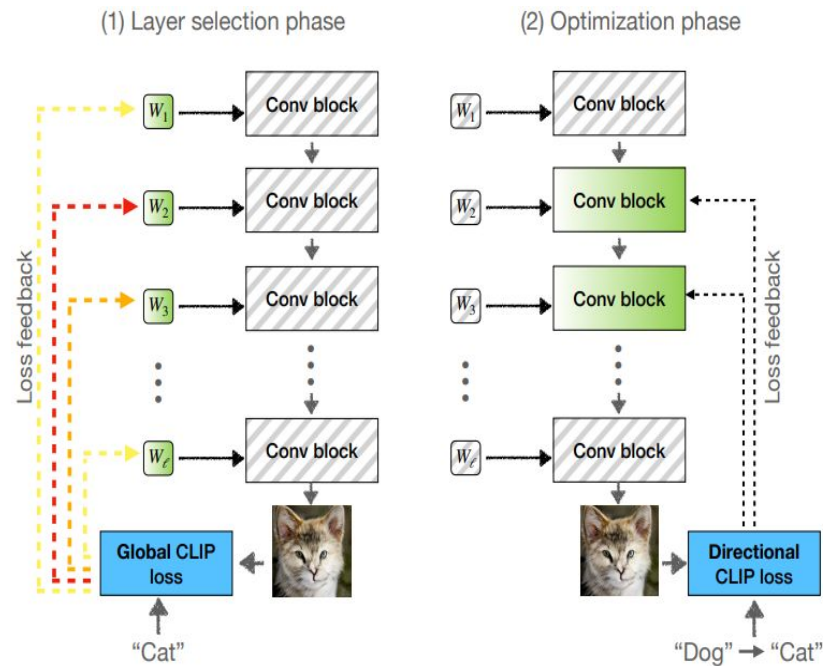 (1) Layer selection phase
W₁
Conv block
W₂
Conv block
W₃
Conv block
Wℓ
Conv block
Loss feedback
Global CLIP
loss
“Cat”
(2) Optimization phase
W₁
Conv block
W₂
Conv block
W₃
Conv block
Wℓ
Conv block
Loss feedback
Directional
CLIP loss
“Dog” → “Cat”